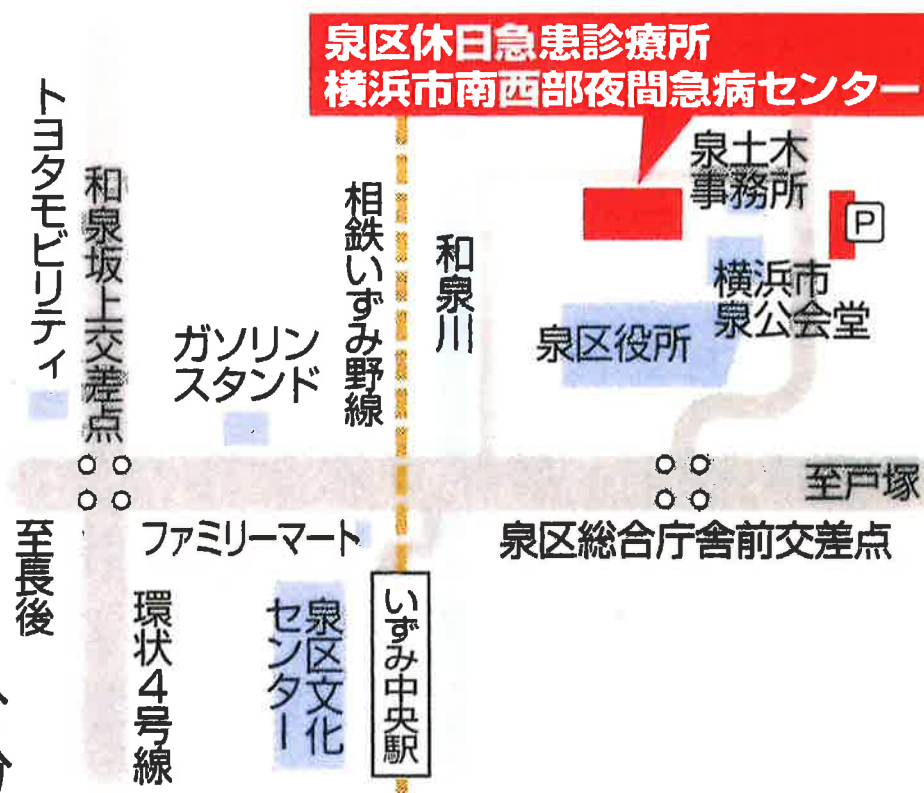 泉区休日急患診療所
横浜市南西部夜間急病センター
トヨタモビリティ
和泉坂上交差点
相鉄いずみ野線
和泉川
泉土木
事務所
P
横浜市
泉公会堂
泉区役所
ガソリン
スタンド
至戸塚
ファミリーマート
泉区総合庁舎前交差点
至長後
環状4号線
泉区文化
センター
いずみ中央駅